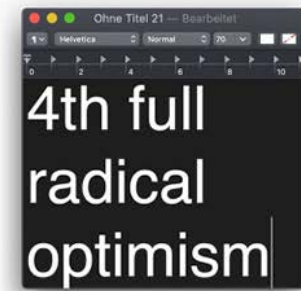 Ohne Titel 21 — Bearbeitet
¶ Helvetica Normal 70
0 2 4 6 8 10
4th full
radical
optimism